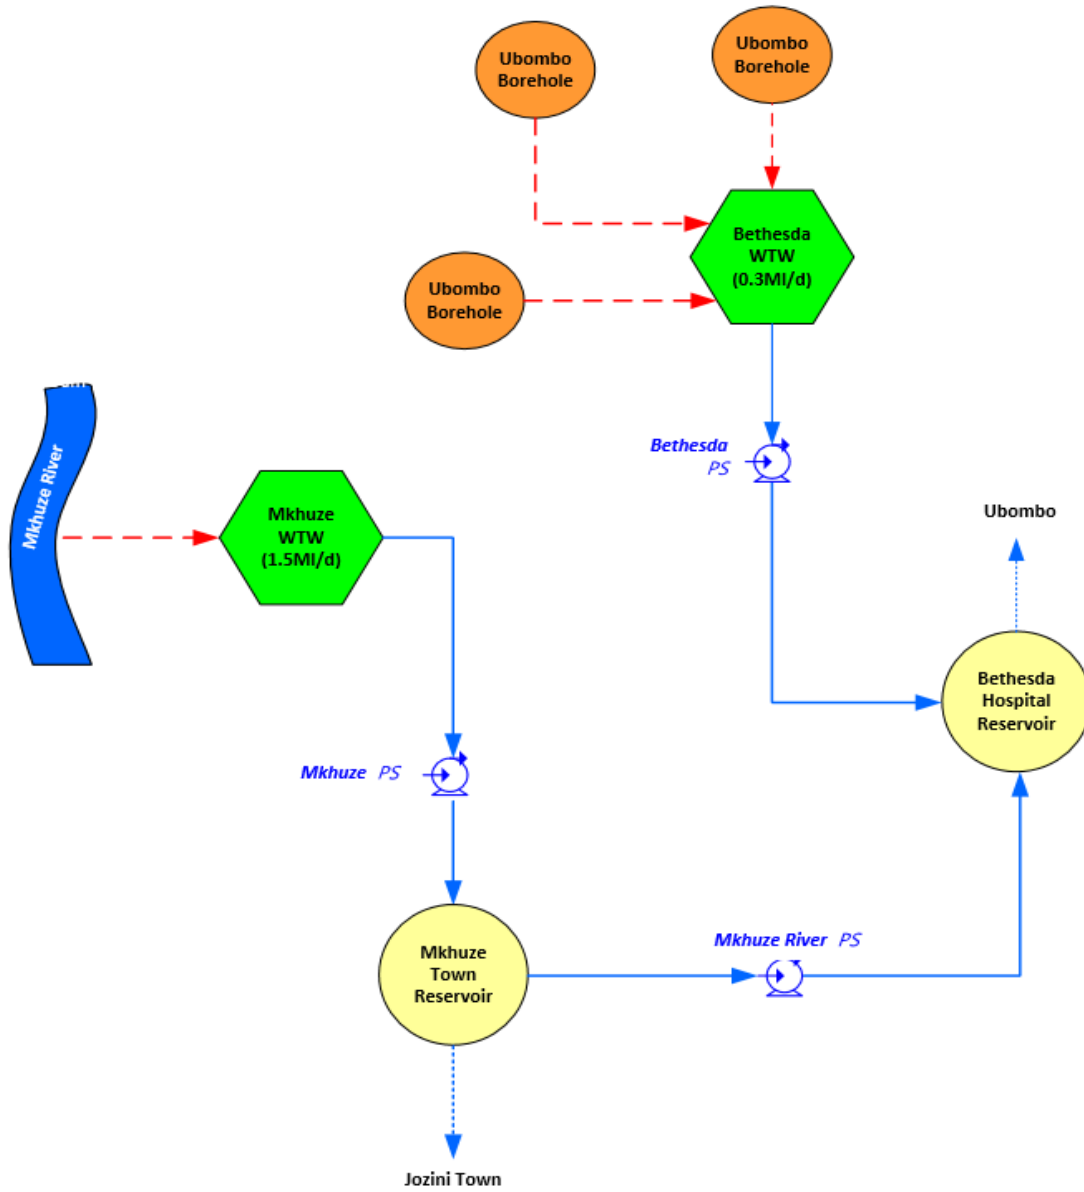 Ubombo
Borehole
Ubombo
Borehole
Bethesda
WTW
(0.3Ml/d)
Ubombo
Borehole
Mkhuze River
Bethesda
PS
Mkhuze
WTW
(1.5Ml/d)
Ubombo
Bethesda
Hospital
Reservoir
Mkhuze PS
Mkhuze River PS
Mkhuze
Town
Reservoir
Jozini Town